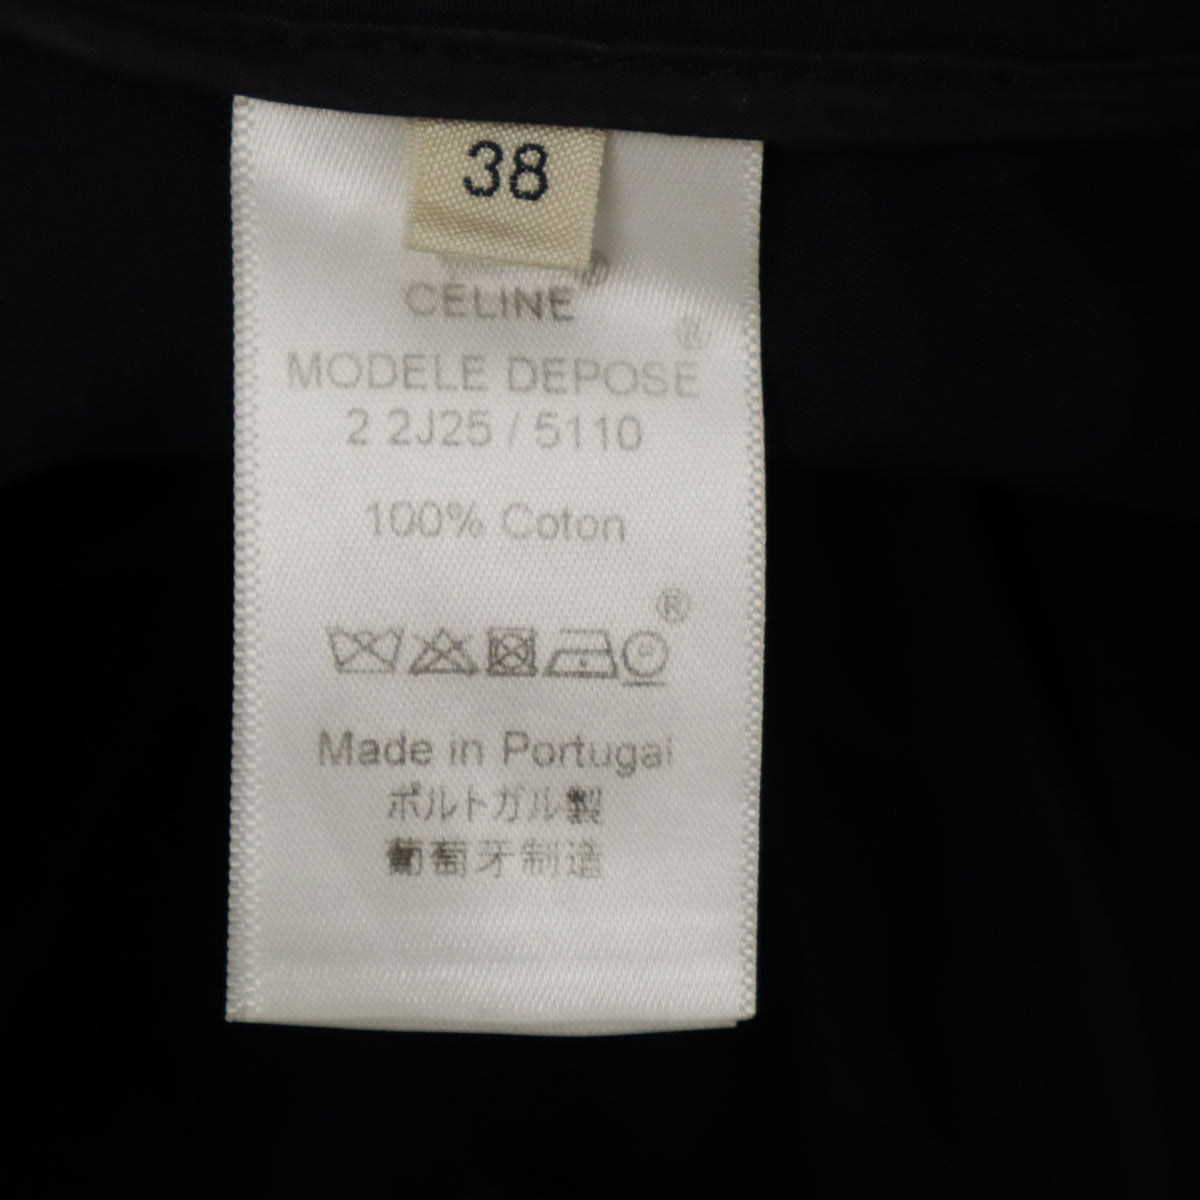 38
®
CELINE
®
MODELE DEPOSE
2 2J25 / 5110
100% Coton
®
P
Made in Portugal
ポルトガル製
葡萄牙制造